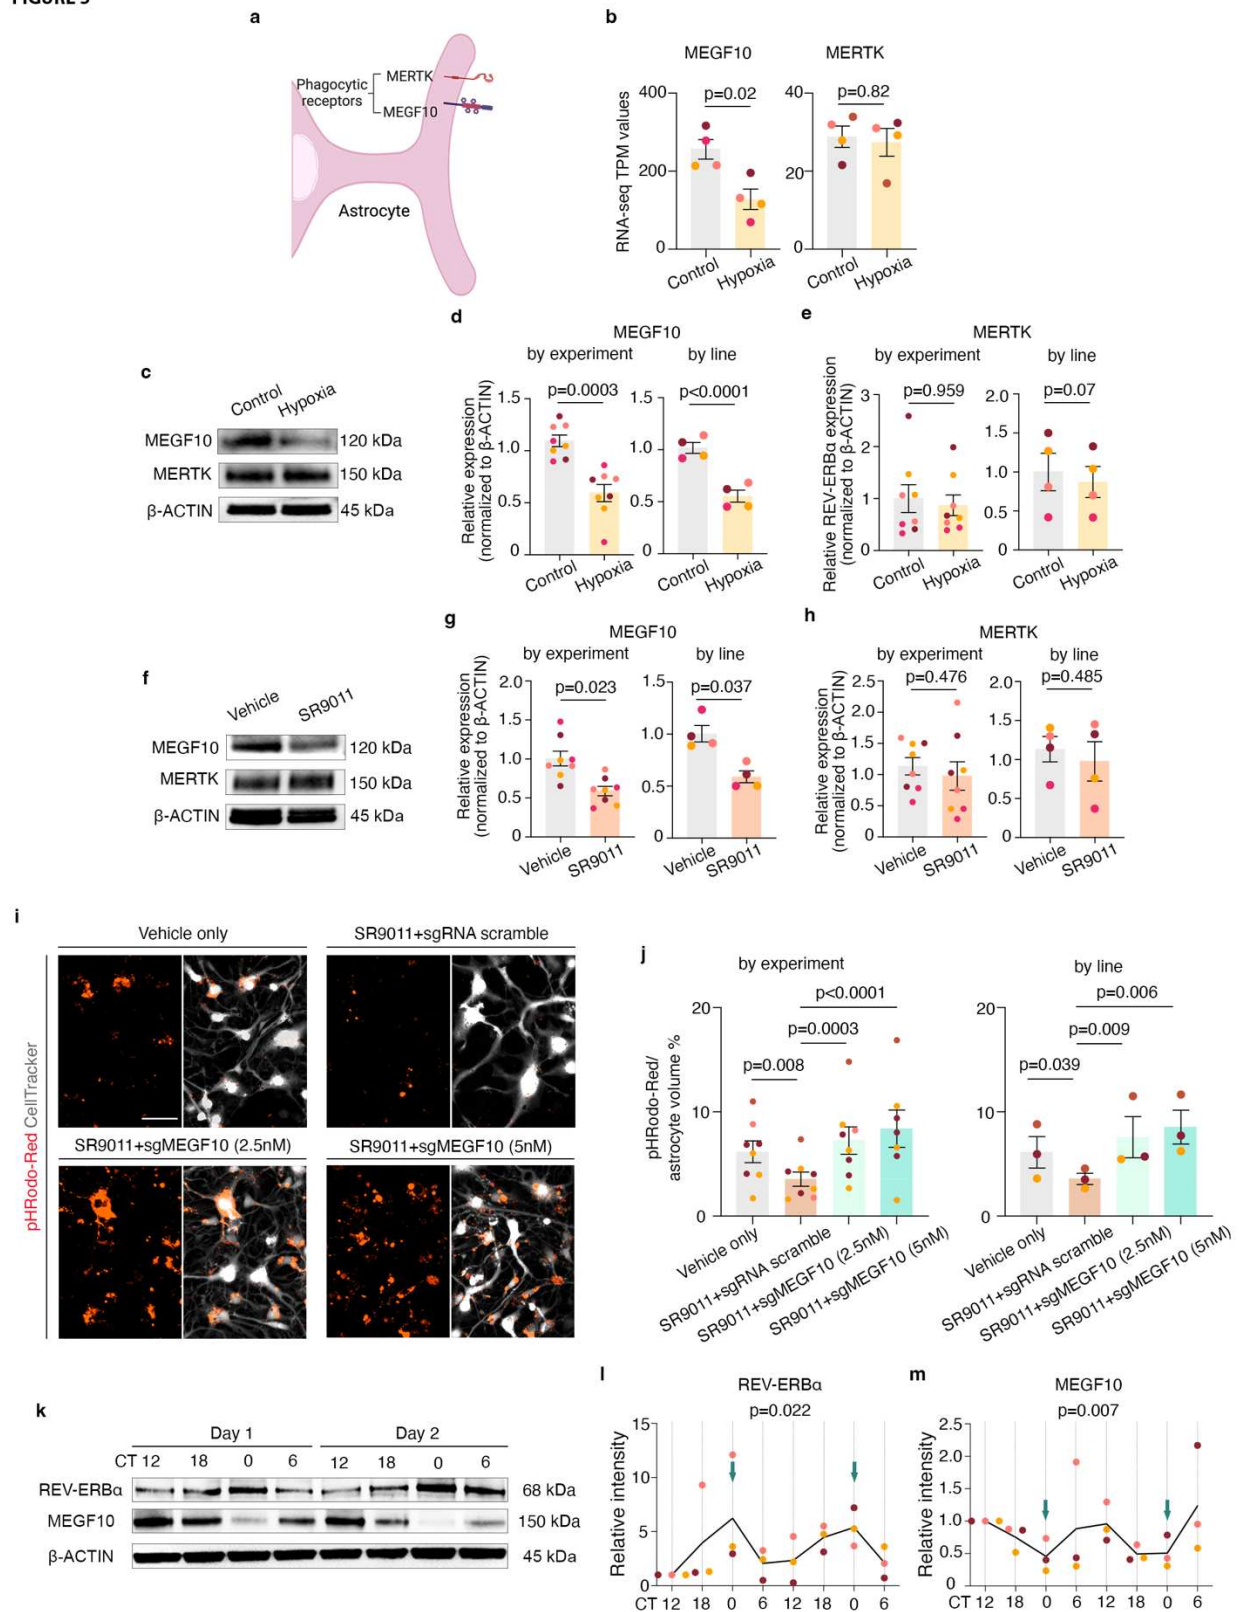 a
Phagocytic
receptors
MERTK
MEGF10
Astrocyte
b
MEGF10
MERTK
RNA-seq TPM values
400
200
0
p=0.02
Control
Hypoxia
40
20
0
p=0.82
Control
Hypoxia
c
Control
Hypoxia
MEGF10
120 kDa
MERTK
150 kDa
β-ACTIN
45 kDa
d
MEGF10
by experiment
by line
Relative expression
(normalized to β-ACTIN)
1.5
1.0
0.5
0
p=0.0003
Control
Hypoxia
1.5
1.0
0.5
0
p<0.0001
Control
Hypoxia
e
MERTK
by experiment
by line
Relative REV-ERBα expression
(normalized to β-ACTIN)
3
2
1
0
p=0.959
Control
Hypoxia
2.0
1.5
1.0
0.5
0
p=0.07
Control
Hypoxia
f
Vehicle
SR9011
MEGF10
120 kDa
MERTK
150 kDa
β-ACTIN
45 kDa
g
MEGF10
by experiment
by line
Relative expression
(normalized to β-ACTIN)
2.0
1.5
1.0
0.5
0
p=0.023
Vehicle
SR9011
1.5
1.0
0.5
0
p=0.037
Vehicle
SR9011
h
MERTK
by experiment
by line
Relative expression
(normalized to β-ACTIN)
2.5
2.0
1.5
1.0
0.5
0
p=0.476
Vehicle
SR9011
2.0
1.5
1.0
0.5
0
p=0.485
Vehicle
SR9011
i
Vehicle only
SR9011+sgRNA scramble
SR9011+sgMEGF10 (2.5nM)
SR9011+sgMEGF10 (5nM)
pHRodo-Red CellTracker
j
by experiment
by line
pHRodo-Red/
astrocyte volume %
20
10
0
p<0.0001
p=0.0003
p=0.008
Vehicle only
SR9011+sgRNA scramble
SR9011+sgMEGF10 (2.5nM)
SR9011+sgMEGF10 (5nM)
20
10
0
p=0.006
p=0.009
p=0.039
Vehicle only
SR9011+sgRNA scramble
SR9011+sgMEGF10 (2.5nM)
SR9011+sgMEGF10 (5nM)
k
Day 1
Day 2
CT 12 18 0 6 12 18 0 6
REV-ERBα
68 kDa
MEGF10
150 kDa
β-ACTIN
45 kDa
l
REV-ERBα
p=0.022
Relative intensity
15
10
5
0
CT 12 18 0 6 12 18 0 6
m
MEGF10
p=0.007
Relative intensity
2.5
2.0
1.5
1.0
0.5
0
CT 12 18 0 6 12 18 0 6